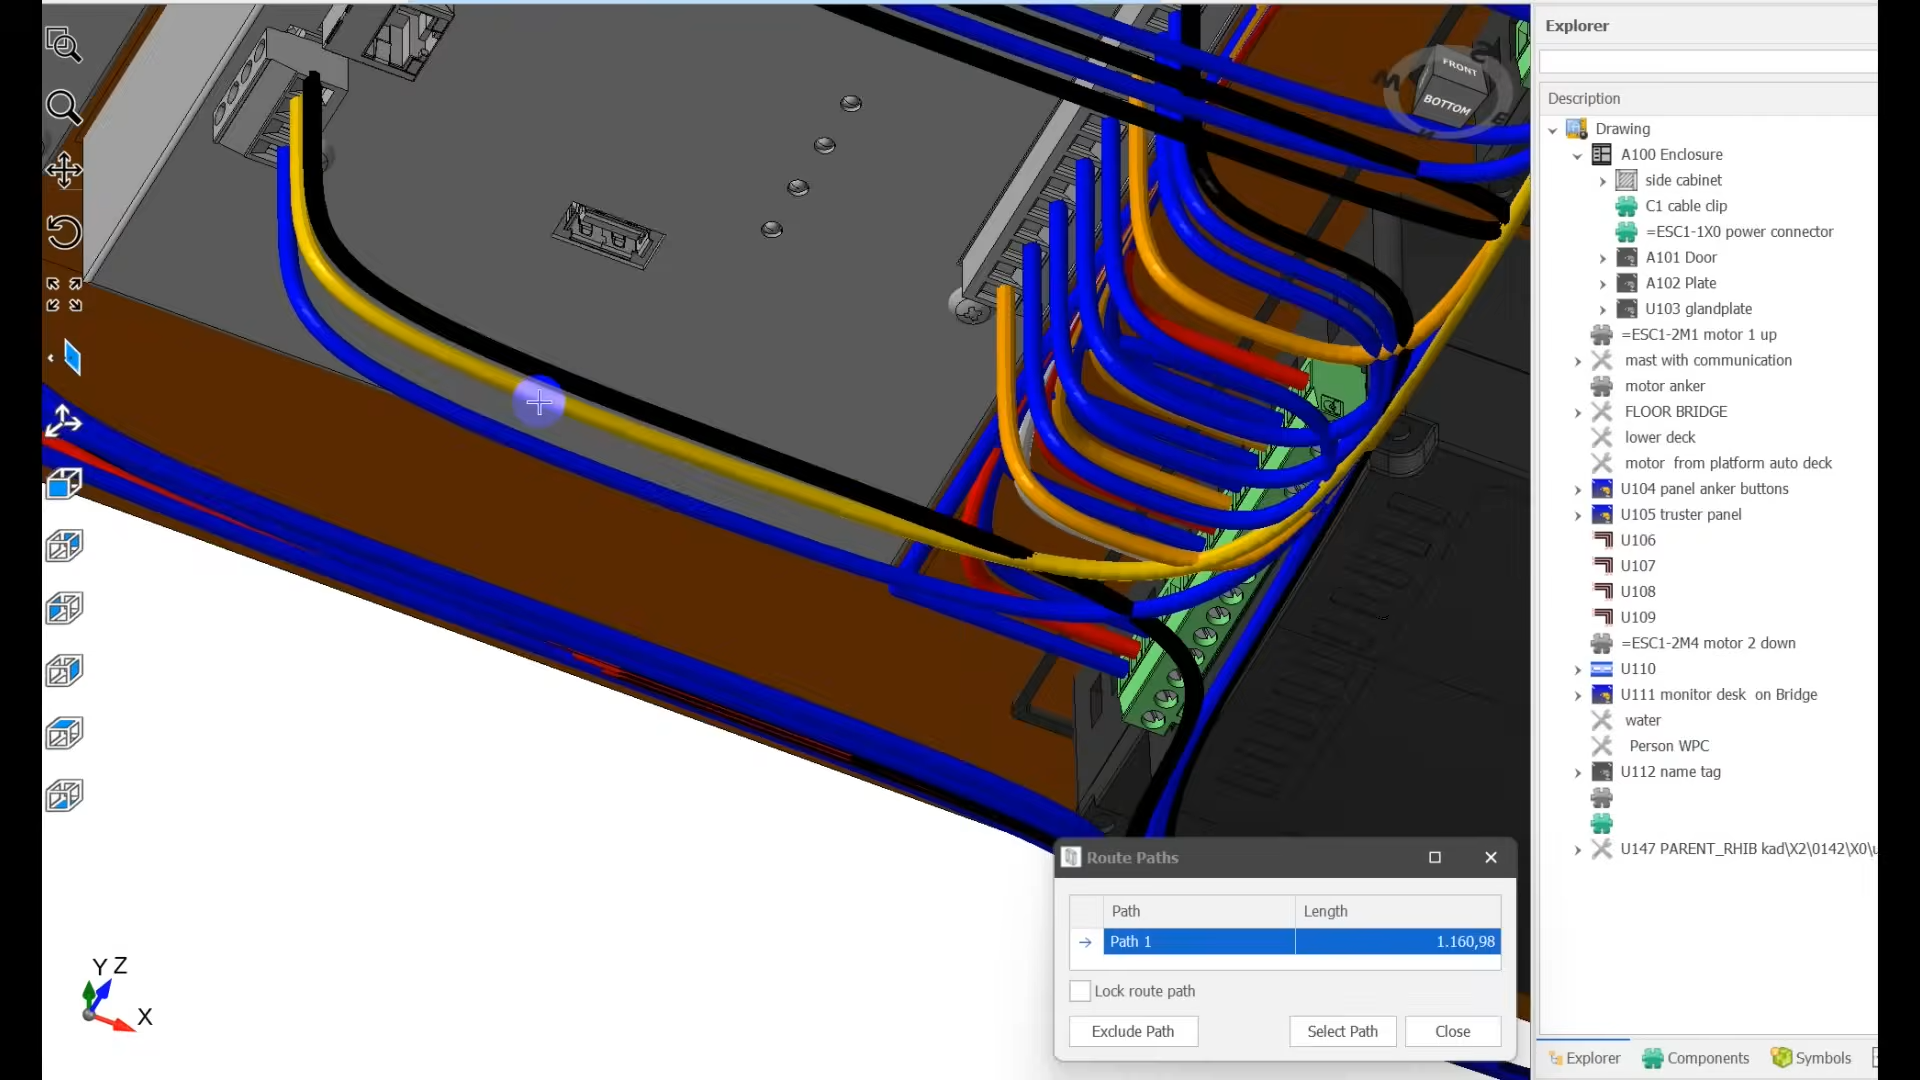 Explorer
FRONT
BOTTOM
Description
Drawing
A100 Enclosure
side cabinet
C1 cable clip
=ESC1-1X0 power connector
A101 Door
A102 Plate
U103 glandplate
=ESC1-2M1 motor 1 up
mast with communication
motor anker
FLOOR BRIDGE
lower deck
motor from platform auto deck
U104 panel anker buttons
U105 truster panel
U106
U107
U108
U109
=ESC1-2M4 motor 2 down
U110
U111 monitor desk on Bridge
water
Person WPC
U112 name tag
U147 PARENT_RHIB kad\X2\0142\X0\
Route Paths
Path Length
Path 1 1.160,98
Lock route path
Exclude Path Select Path Close
Y Z
X
Explorer Components Symbols